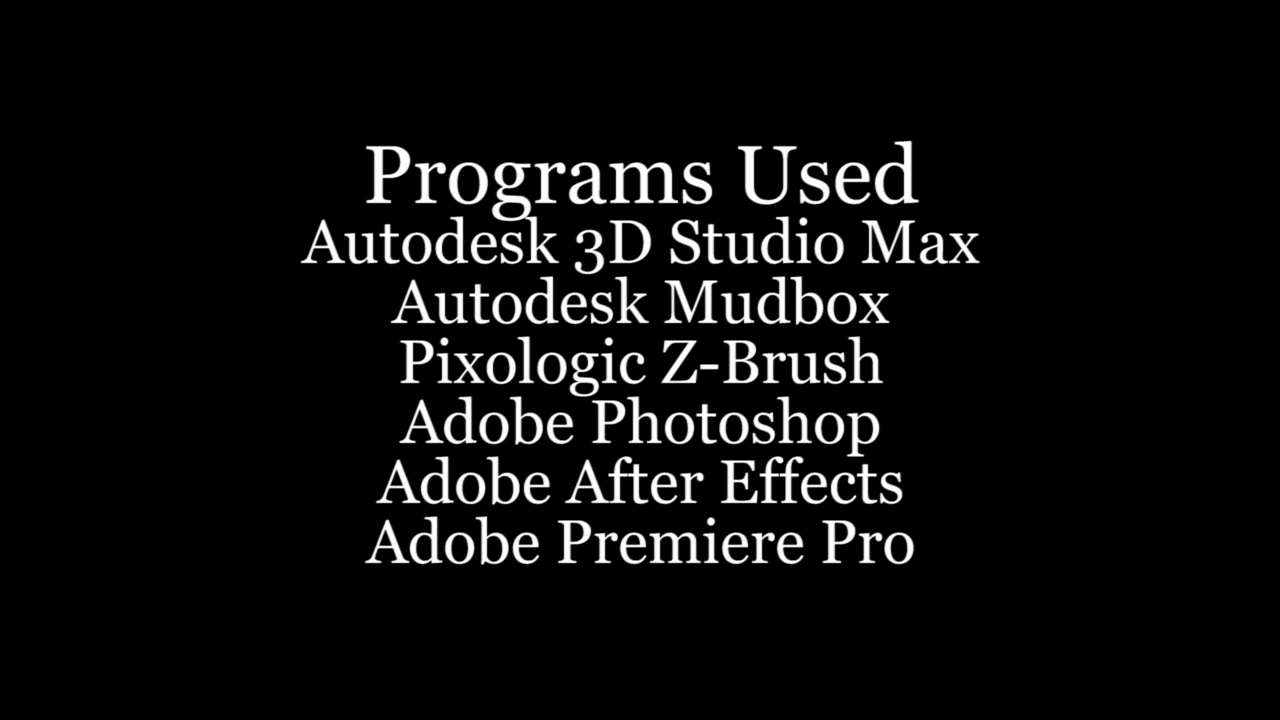 Programs Used
Autodesk 3D Studio Max
Autodesk Mudbox
Pixologic Z-Brush
Adobe Photoshop
Adobe After Effects
Adobe Premiere Pro